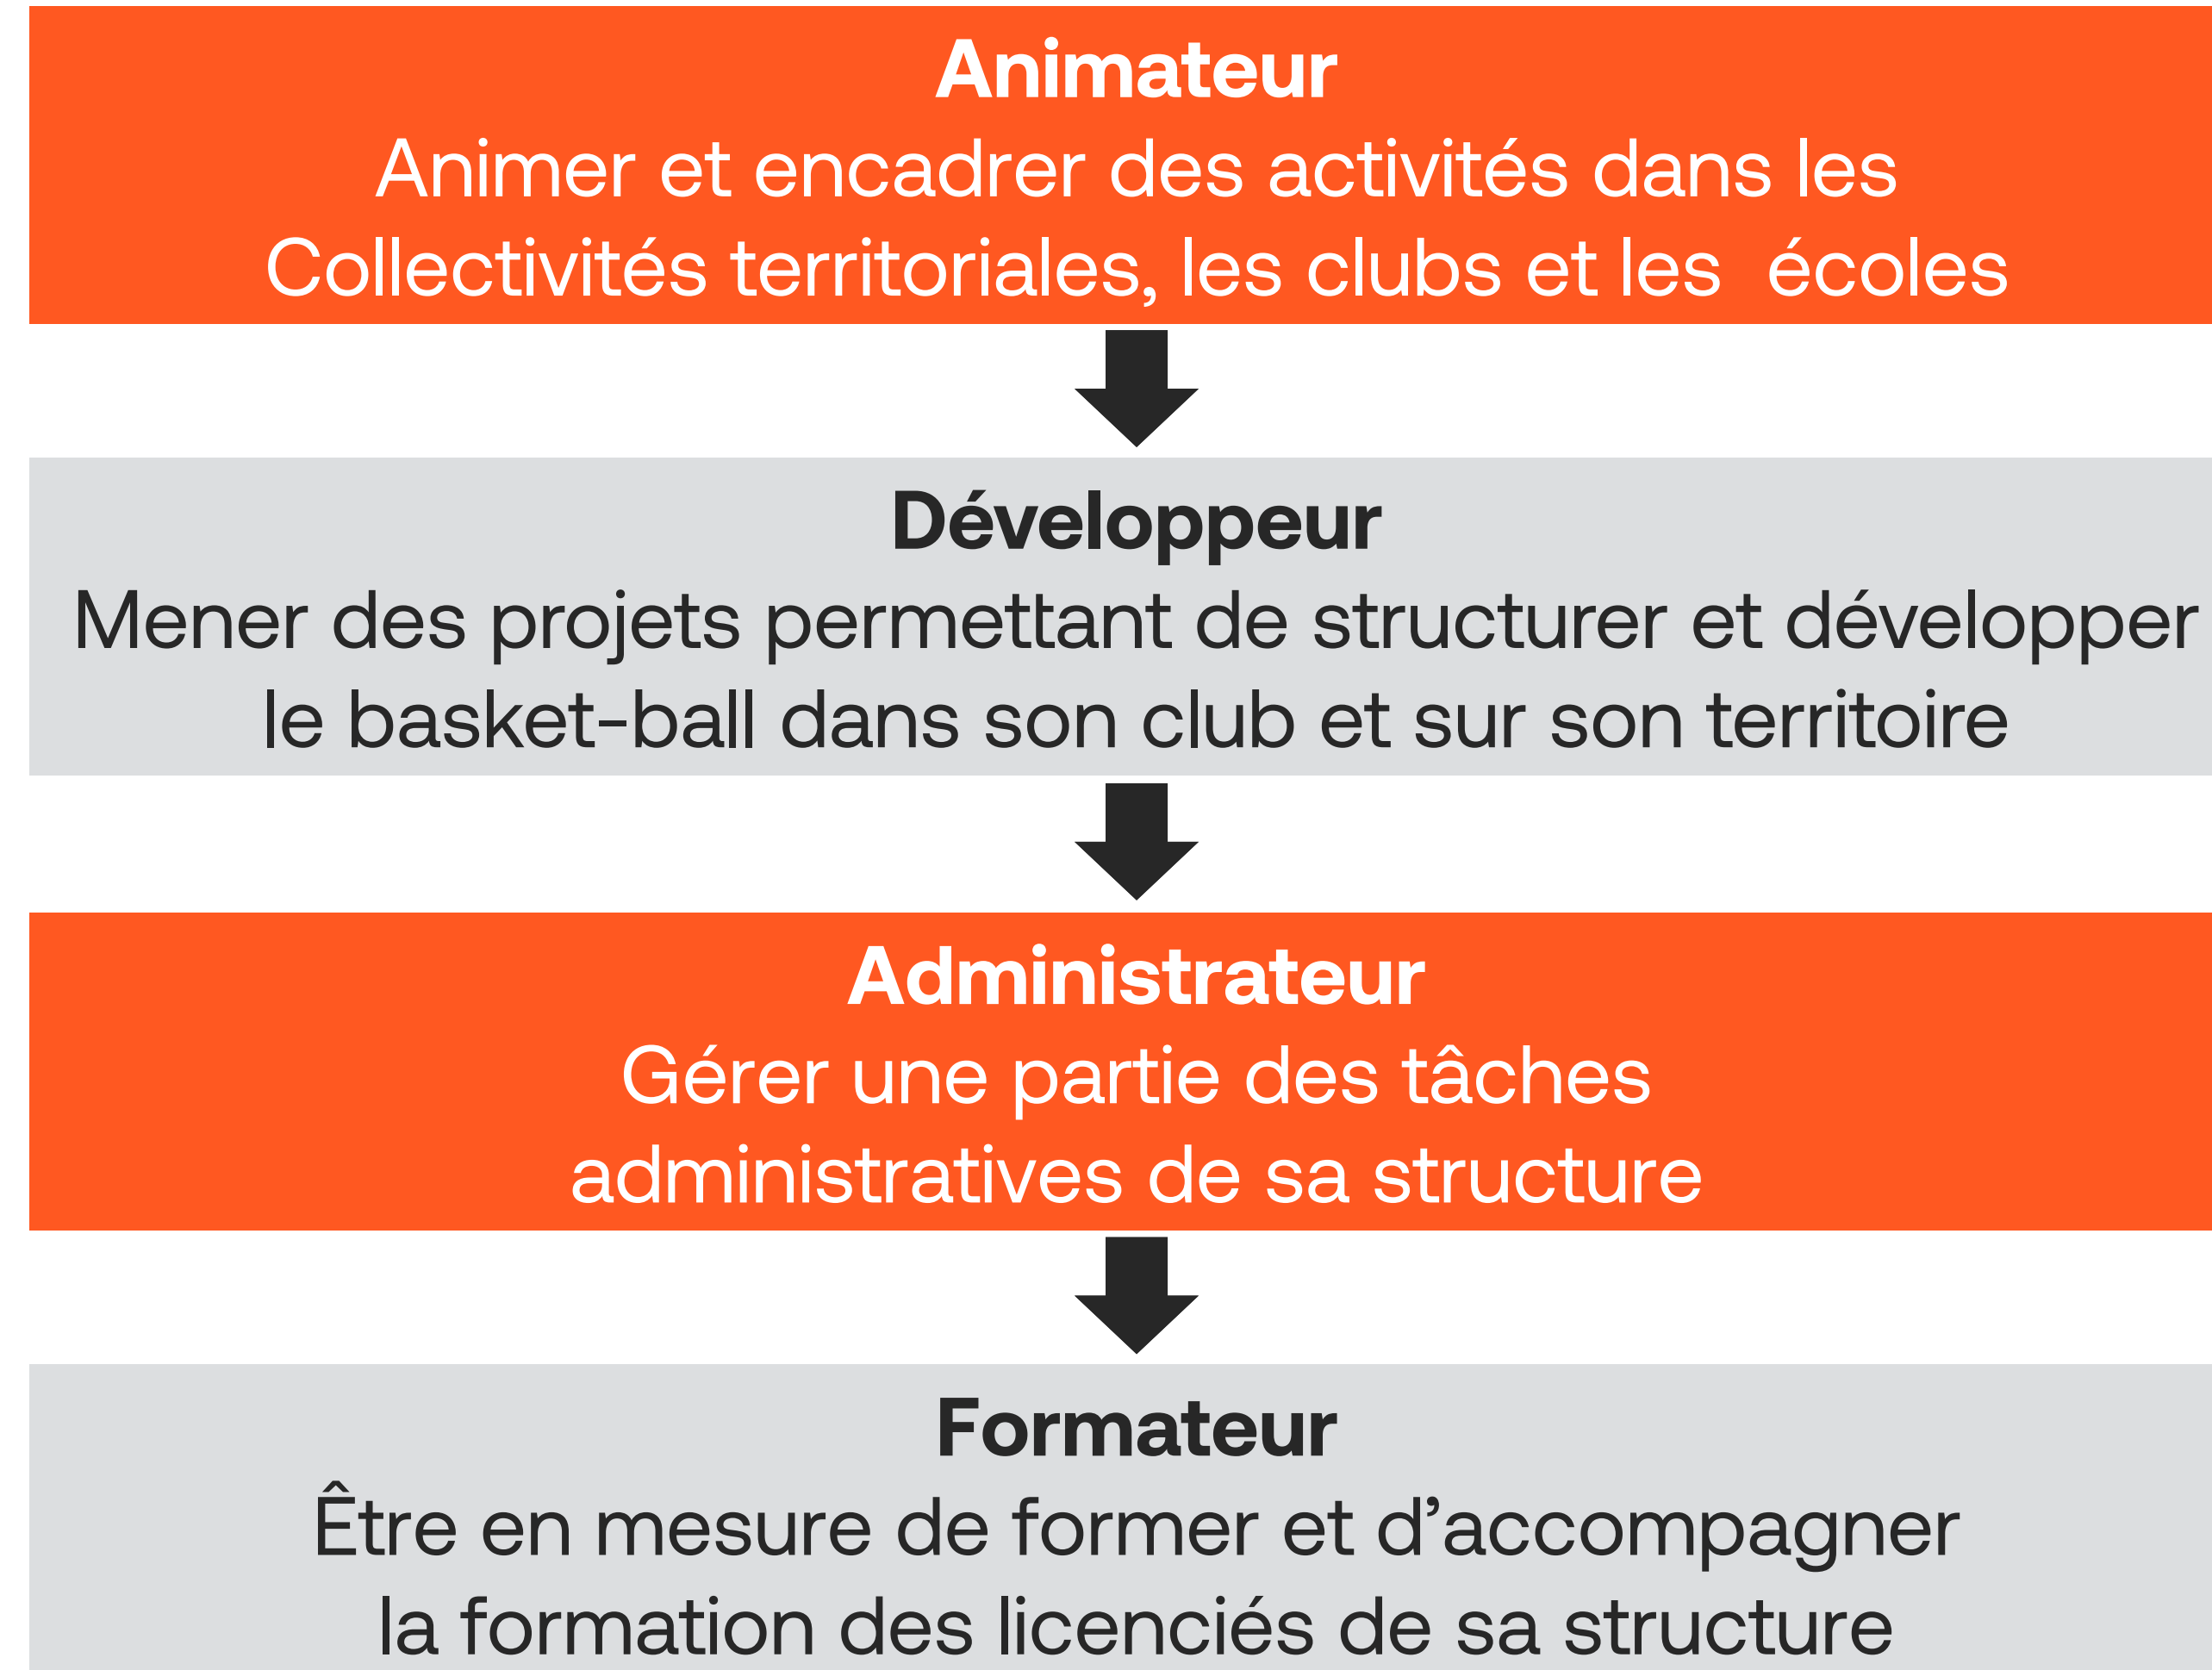 Animateur
Animer et encadrer des activités dans les
Collectivités territoriales, les clubs et les écoles
Développeur
Mener des projets permettant de structurer et développer
le basket-ball dans son club et sur son territoire
Administrateur
Gérer une partie des tâches
administratives de sa structure
Formateur
Être en mesure de former et d’accompagner
la formation des licenciés de sa structure